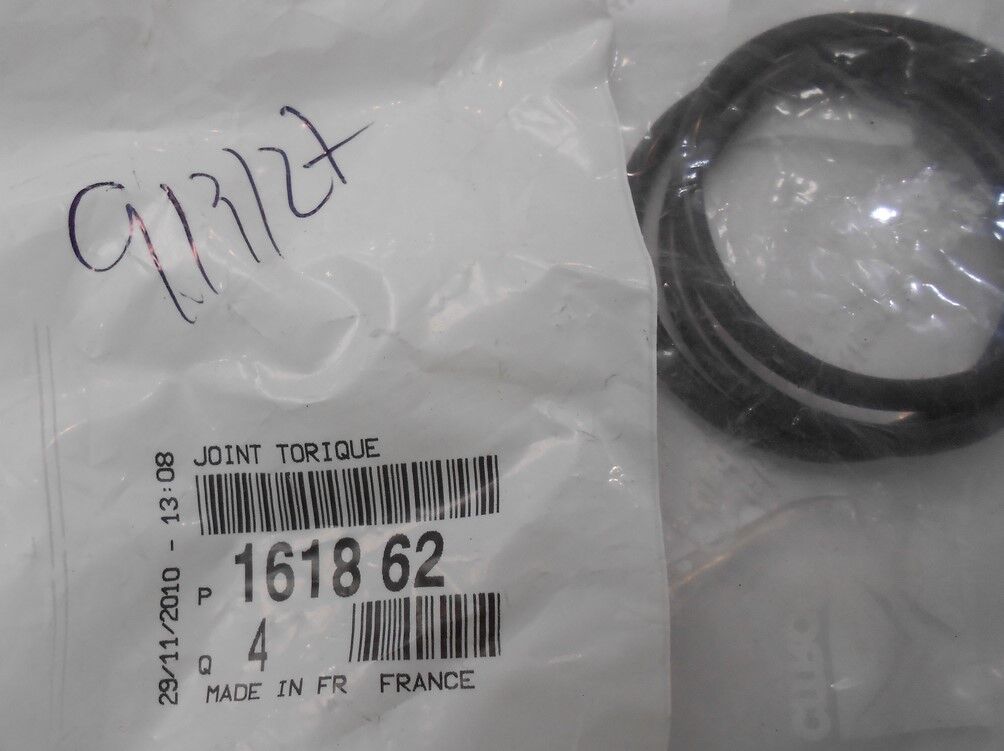 9/3/27
JOINT TORIQUE
29/11/2010 - 13:08
P 1618 62
Q 4
MADE IN FR FRANCE